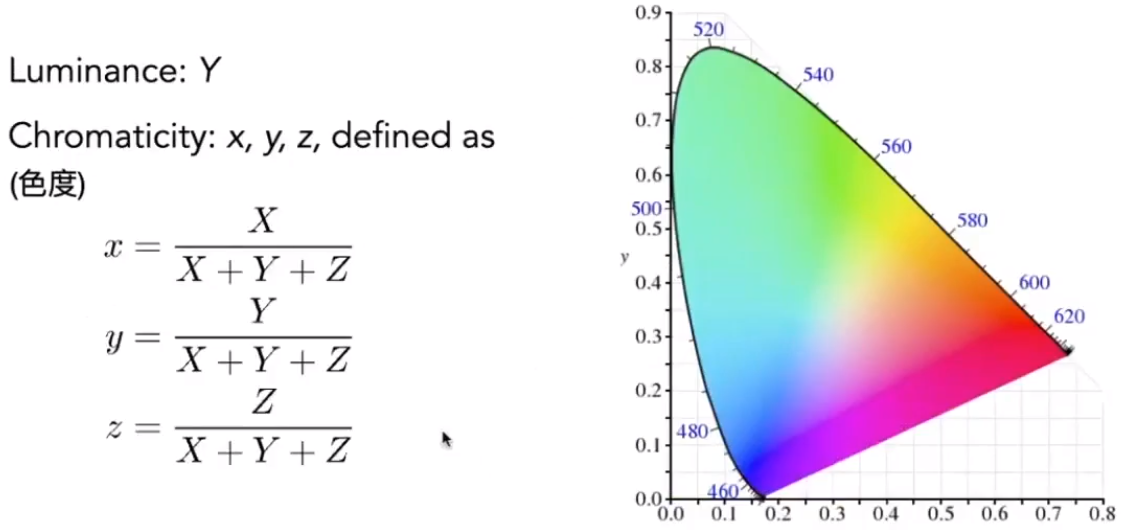 Luminance: Y
Chromaticity: x, y, z, defined as
(色度)
x = X / (X + Y + Z)
y = Y / (X + Y + Z)
z = Z / (X + Y + Z)
0.9
0.8
0.7
0.6
0.5
0.4
0.3
0.2
0.1
0.0
y
520
540
560
580
600
620
500
480
460
0.0 0.1 0.2 0.3 0.4 0.5 0.6 0.7 0.8